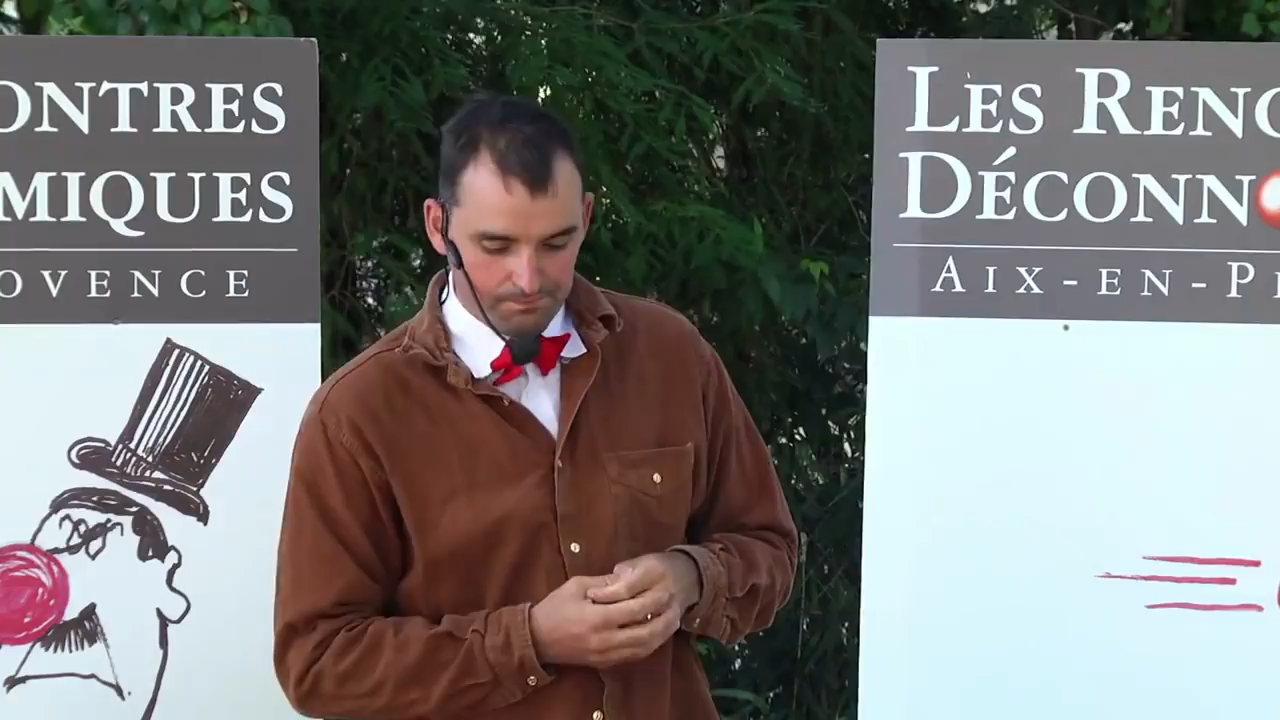 ONTRES
MIQUES
OVENCE
LES RENC
DÉCONN
AIX-EN-P